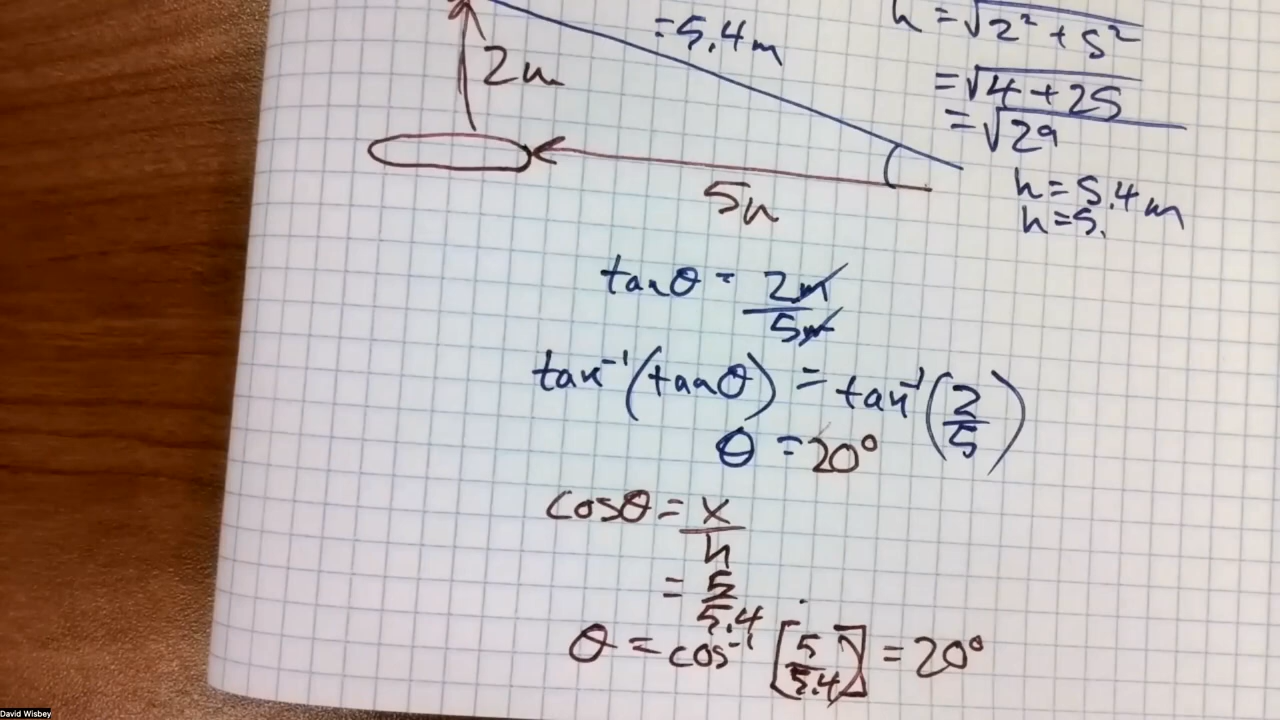 = 5.4m
h = √2² + 5²
2m
= √4 + 25
= √29
5m
h = 5.4m
h = 5.
tanθ = 2m / 5m
tan⁻¹(tanθ) = tan⁻¹(2/5)
θ = 20°
cosθ = x / h
= 5 / 5.4
θ = cos⁻¹[5/5.4] = 20°
David Wisbey